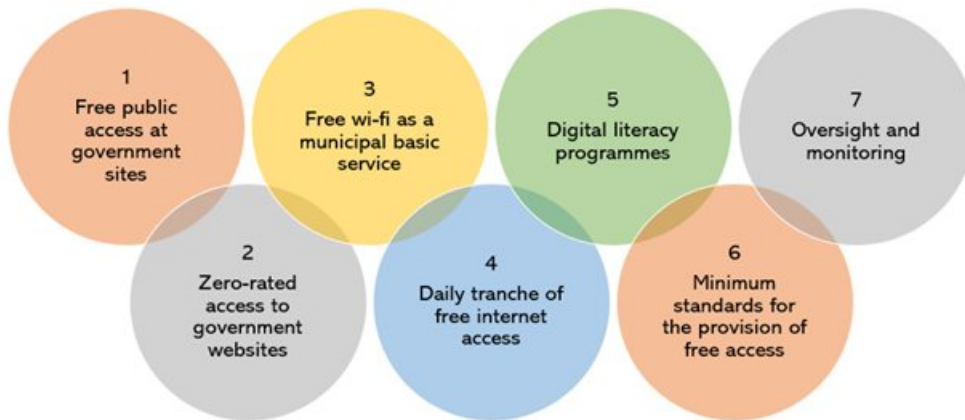 1
Free public
access at
government
sites
2
Zero-rated
access to
government
websites
3
Free wi-fi as a
municipal basic
service
4
Daily tranche of
free internet
access
5
Digital literacy
programmes
6
Minimum
standards for
the provision of
free access
7
Oversight and
monitoring